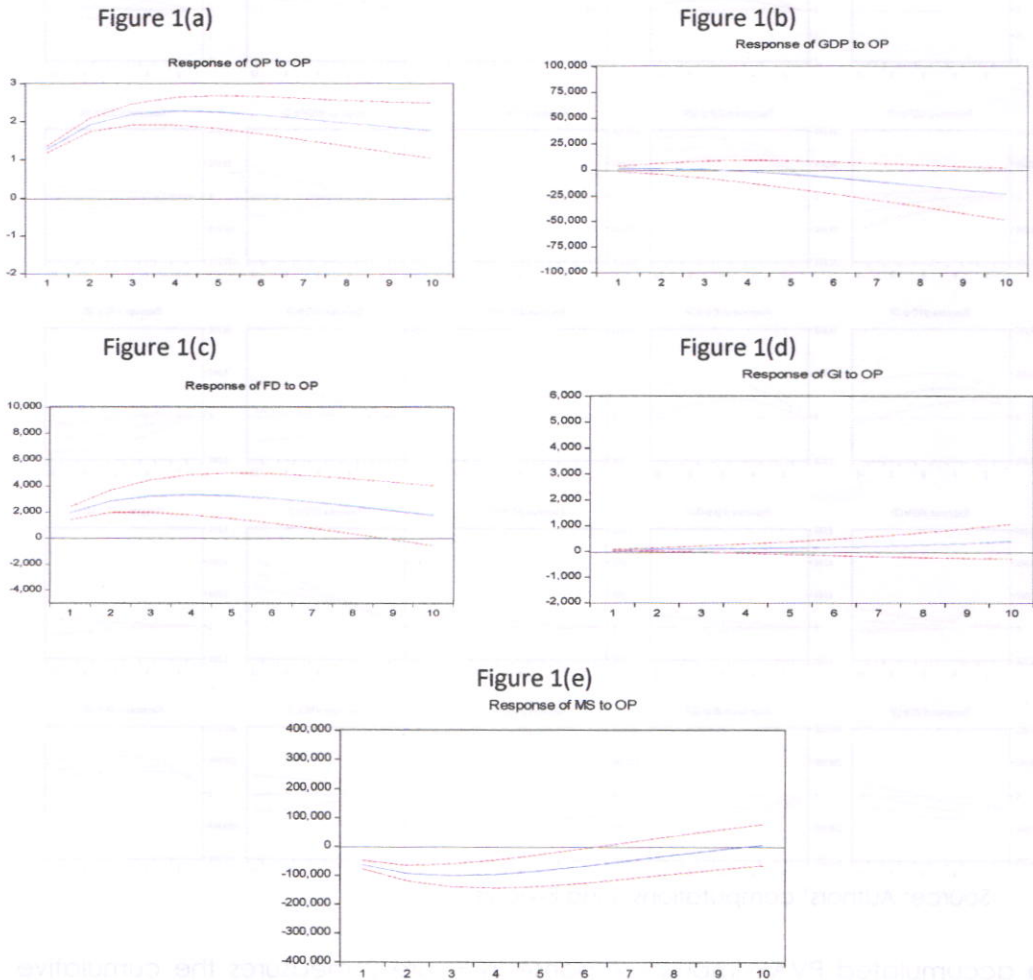 Figure 1(a)
Response of OP to OP
3
2
1
0
-1
-2
1 2 3 4 5 6 7 8 9 10
Figure 1(b)
Response of GDP to OP
100,000
75,000
50,000
25,000
0
-25,000
-50,000
-75,000
-100,000
1 2 3 4 5 6 7 8 9 10
Figure 1(c)
Response of FD to OP
10,000
8,000
6,000
4,000
2,000
0
-2,000
-4,000
1 2 3 4 5 6 7 8 9 10
Figure 1(d)
Response of GI to OP
6,000
5,000
4,000
3,000
2,000
1,000
0
-1,000
-2,000
1 2 3 4 5 6 7 8 9 10
Figure 1(e)
Response of MS to OP
400,000
300,000
200,000
100,000
0
-100,000
-200,000
-300,000
-400,000
1 2 3 4 5 6 7 8 9 10